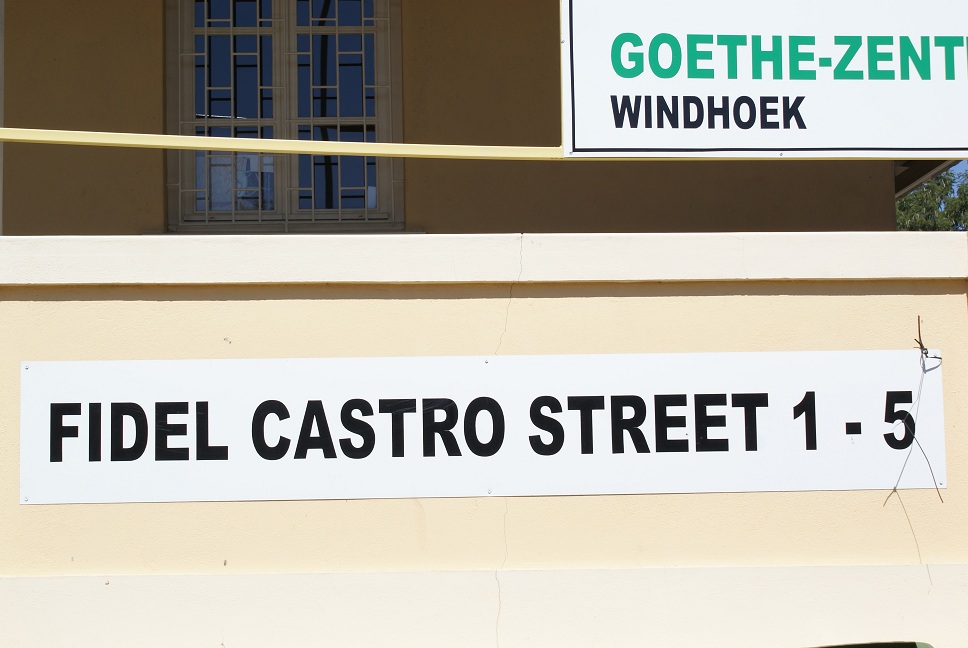 GOETHE-ZENT
WINDHOEK
FIDEL CASTRO STREET 1 - 5